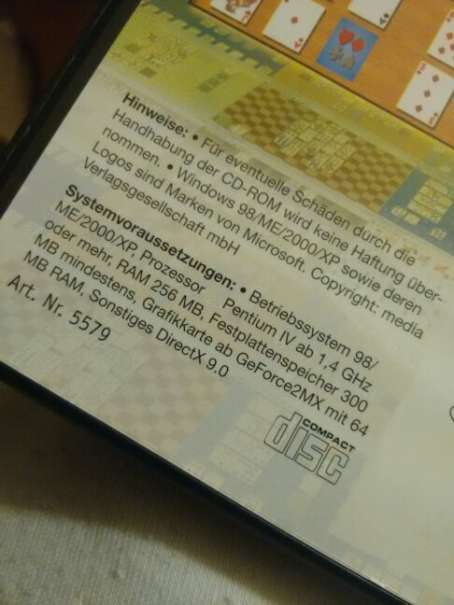 Hinweise: • Für eventuelle Schäden durch die
Handhabung der CD-ROM wird keine Haftung über-
nommen. • Windows 98/ME/2000/XP sowie deren
Logos sind Marken von Microsoft. Copyright: media
Verlagsgesellschaft mbH
Systemvoraussetzungen: • Betriebssystem 98/
ME/2000/XP, Prozessor Pentium IV ab 1,4 GHz
oder mehr, RAM 256 MB, Festplattenspeicher 300
MB mindestens, Grafikkarte ab GeForce2MX mit 64
MB RAM, Sonstiges DirectX 9.0
Art. Nr. 5579
COMPACT
disc